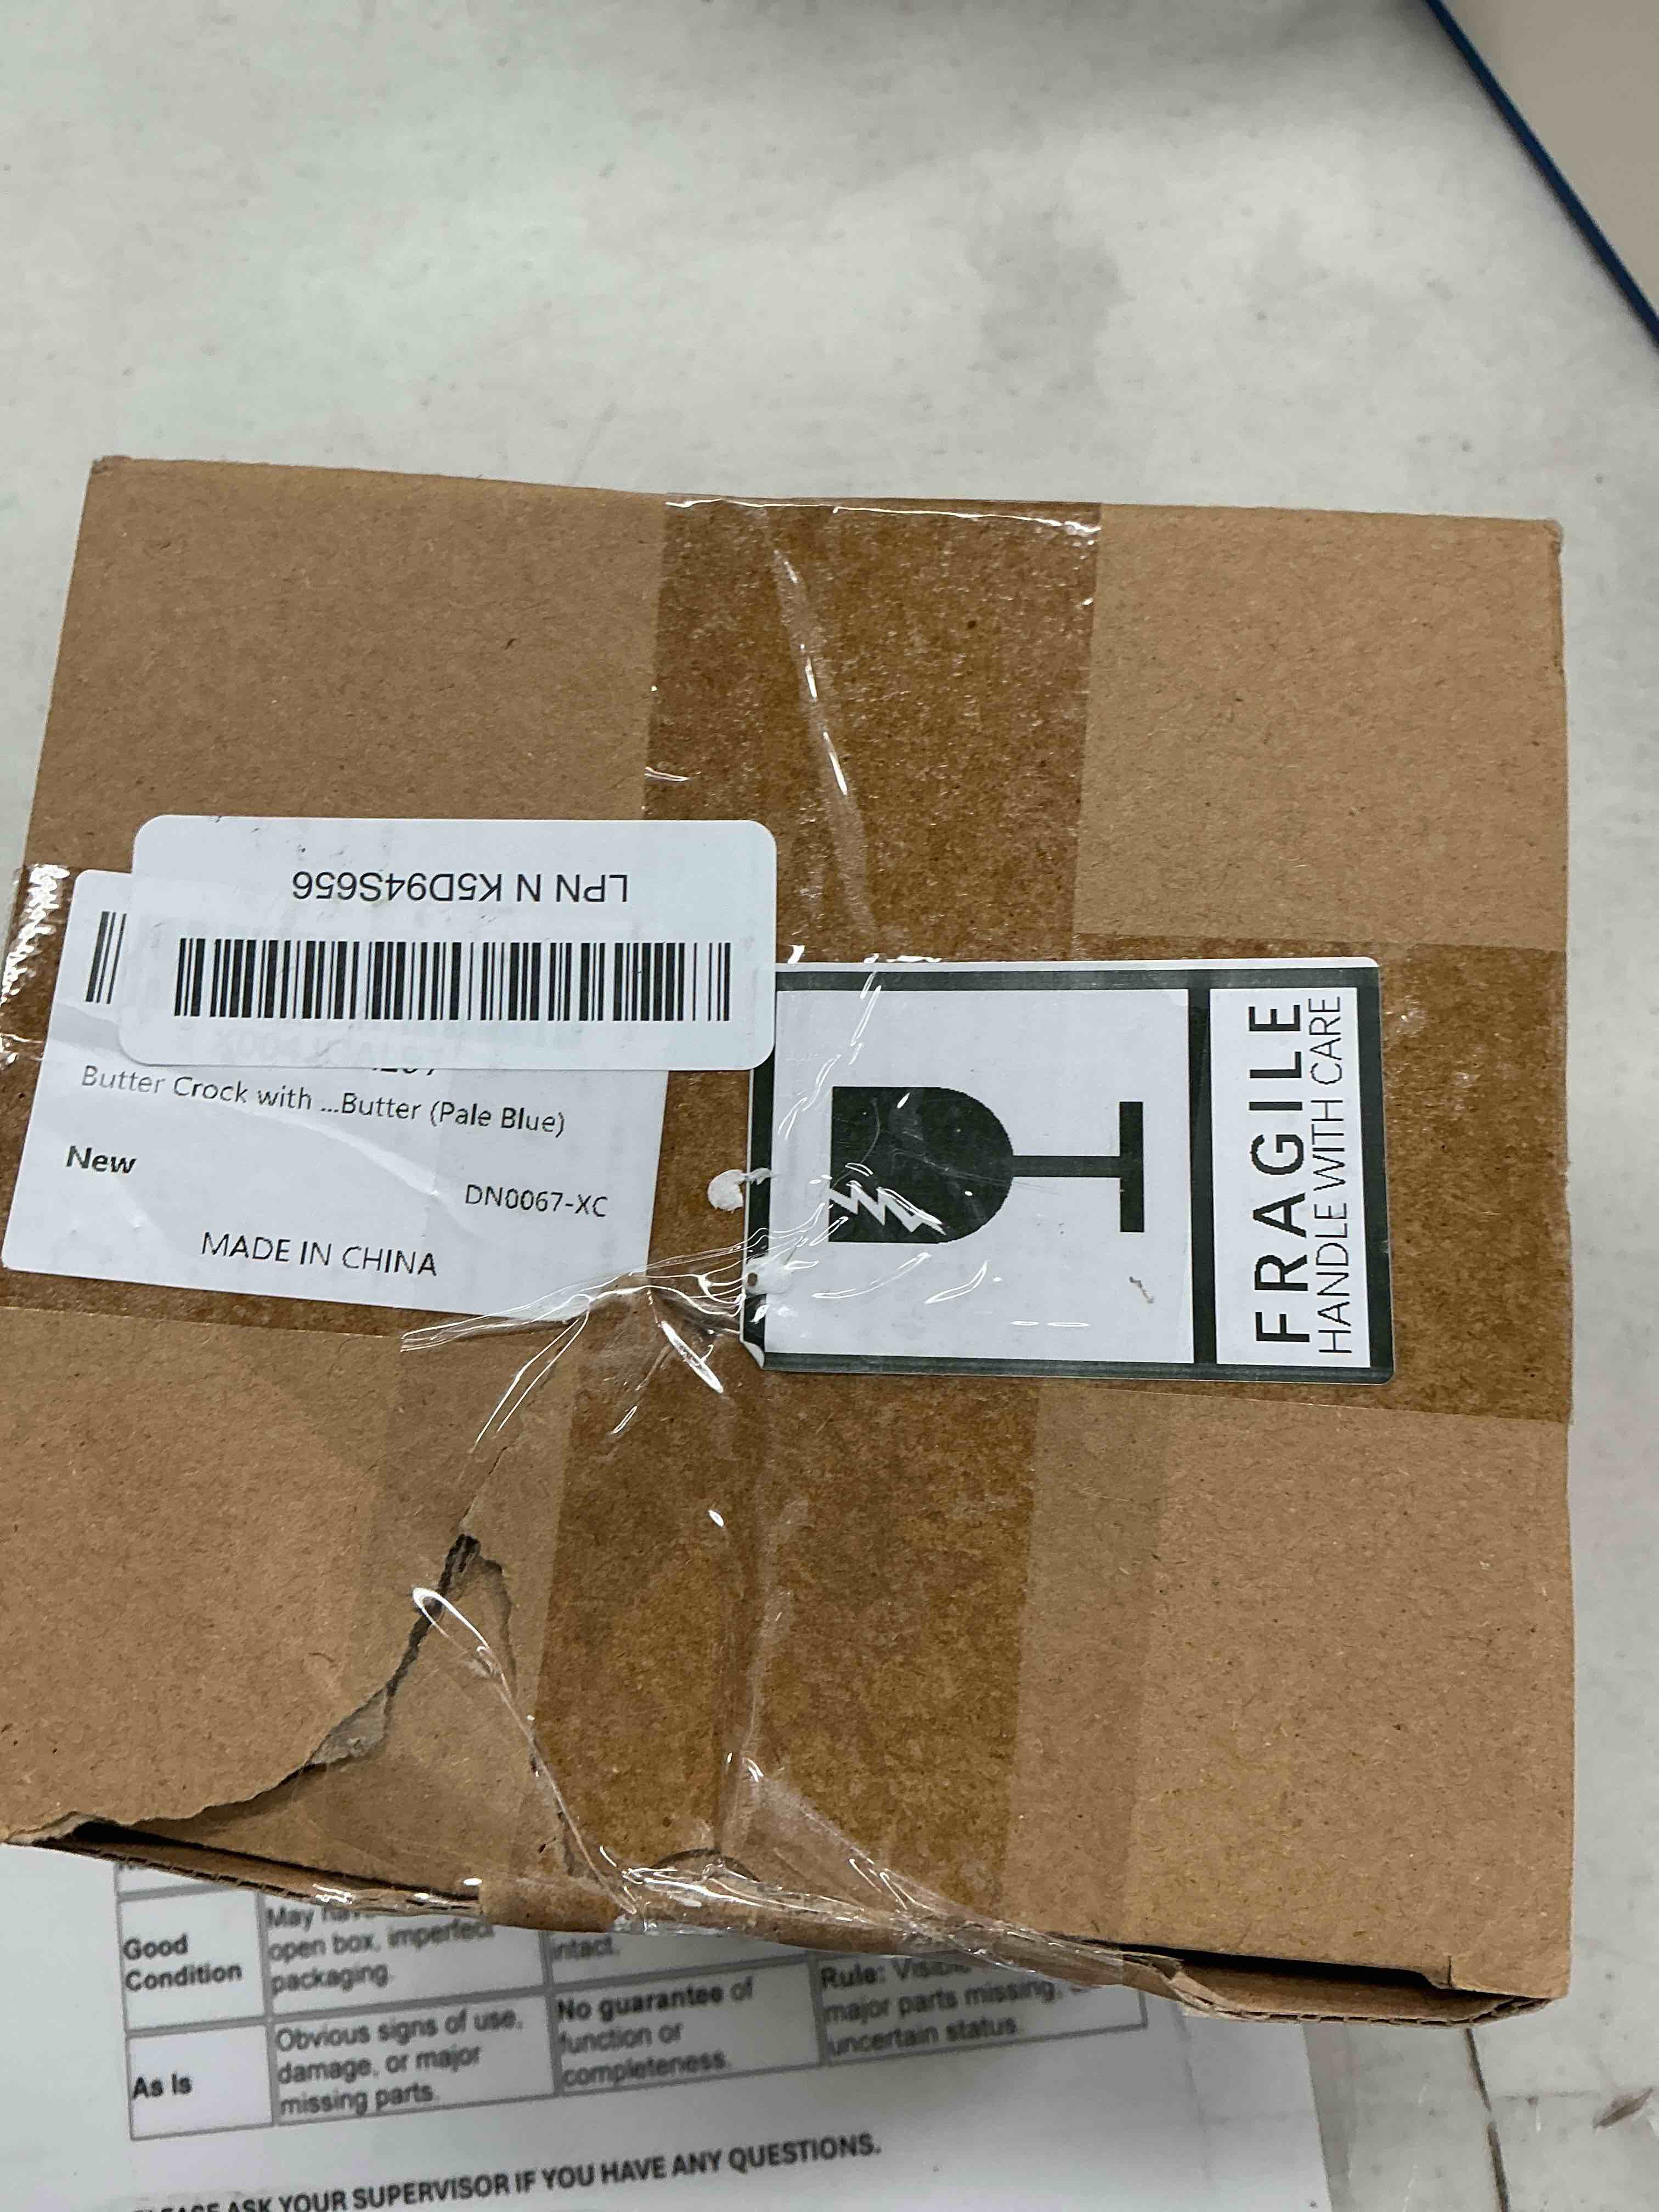 LPN N K5D94S656
Butter Crock with ...Butter (Pale Blue)
New
DN0067-XC
MADE IN CHINA
FRAGILE
HANDLE WITH CARE
Good
Condition
May
open box, imperfect
packaging.
intact.
Rule:
major parts missing,
uncertain status.
As Is
Obvious signs of use,
damage, or major
missing parts.
No guarantee of
function or
completeness.
ASK YOUR SUPERVISOR IF YOU HAVE ANY QUESTIONS.